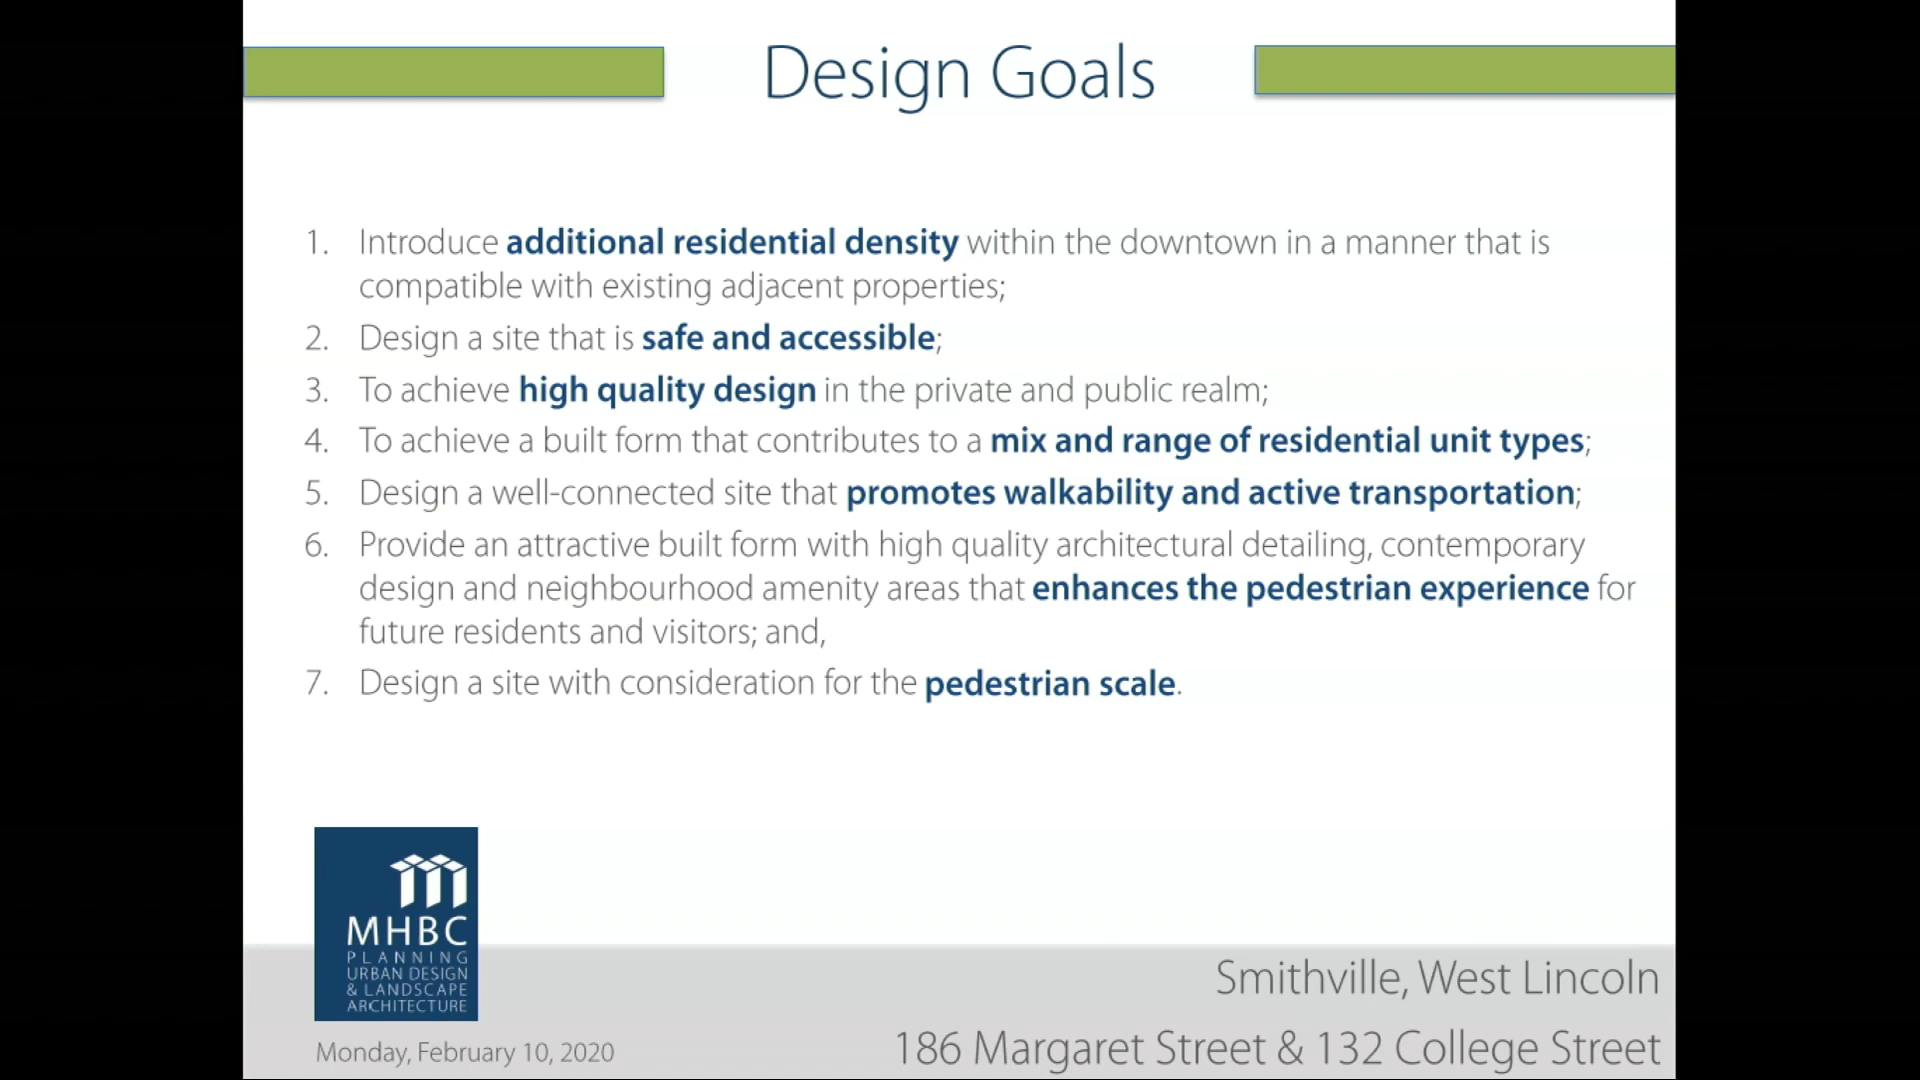 Design Goals
1. Introduce additional residential density within the downtown in a manner that is
compatible with existing adjacent properties;
2. Design a site that is safe and accessible;
3. To achieve high quality design in the private and public realm;
4. To achieve a built form that contributes to a mix and range of residential unit types;
5. Design a well-connected site that promotes walkability and active transportation;
6. Provide an attractive built form with high quality architectural detailing, contemporary
design and neighbourhood amenity areas that enhances the pedestrian experience for
future residents and visitors; and,
7. Design a site with consideration for the pedestrian scale.
MHBC
PLANNING
URBAN DESIGN
& LANDSCAPE
ARCHITECTURE
Monday, February 10, 2020
Smithville, West Lincoln
186 Margaret Street & 132 College Street